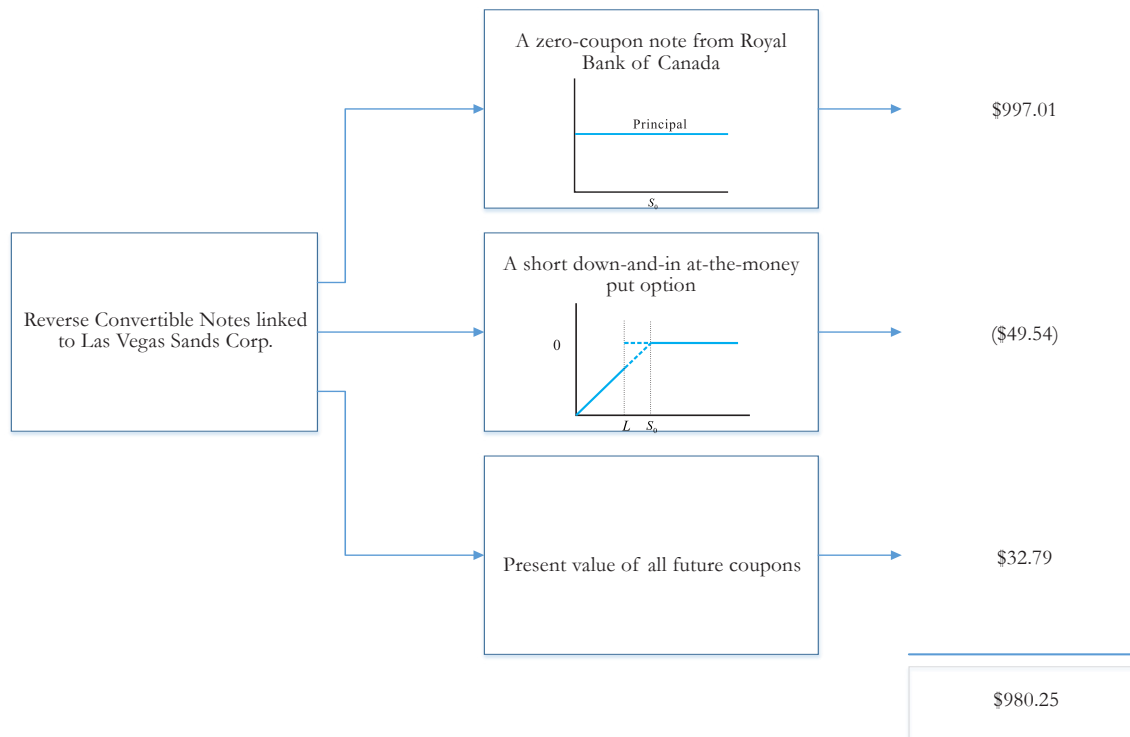 A zero-coupon note from Royal
Bank of Canada
Principal
S₀
$997.01
Reverse Convertible Notes linked
to Las Vegas Sands Corp.
A short down-and-in at-the-money
put option
0
L
S₀
($49.54)
Present value of all future coupons
$32.79
$980.25